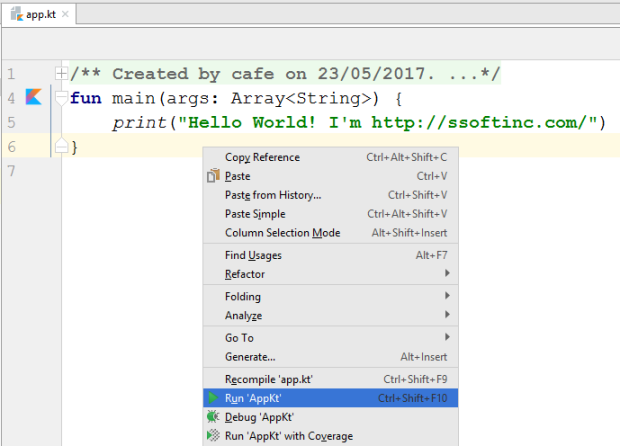 app.kt
1 /** Created by cafe on 23/05/2017. ...*/
4 fun main(args: Array<String>) {
5 print("Hello World! I'm http://ssoftinc.com/")
6 }
7
Copy Reference Ctrl+Alt+Shift+C
Paste Ctrl+V
Paste from History... Ctrl+Shift+V
Paste Simple Ctrl+Alt+Shift+V
Column Selection Mode Alt+Shift+Insert
Find Usages Alt+F7
Refactor
Folding
Analyze
Go To
Generate... Alt+Insert
Recompile 'app.kt' Ctrl+Shift+F9
Run 'AppKt' Ctrl+Shift+F10
Debug 'AppKt'
Run 'AppKt' with Coverage